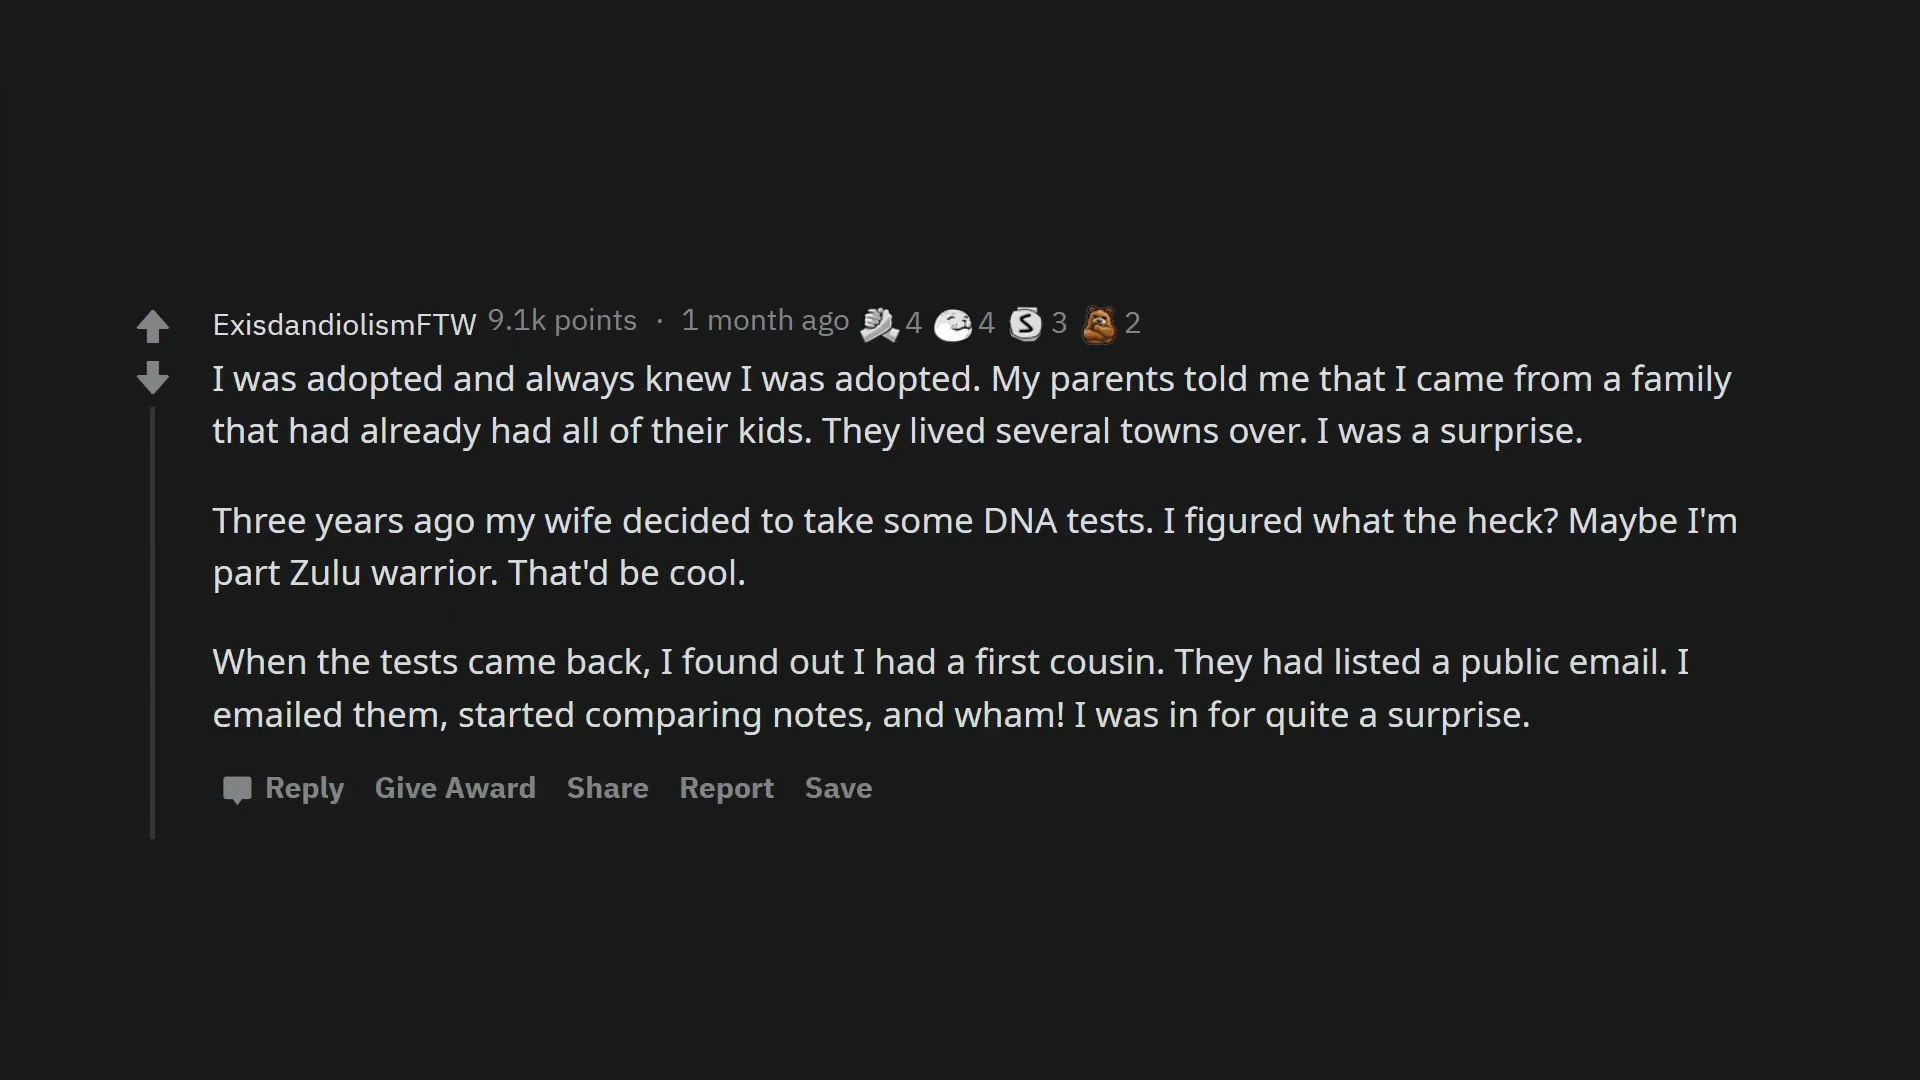 ExisdandiolismFTW 9.1k points · 1 month ago 4 4 S 3 2
I was adopted and always knew I was adopted. My parents told me that I came from a family
that had already had all of their kids. They lived several towns over. I was a surprise.
Three years ago my wife decided to take some DNA tests. I figured what the heck? Maybe I'm
part Zulu warrior. That'd be cool.
When the tests came back, I found out I had a first cousin. They had listed a public email. I
emailed them, started comparing notes, and wham! I was in for quite a surprise.
Reply Give Award Share Report Save